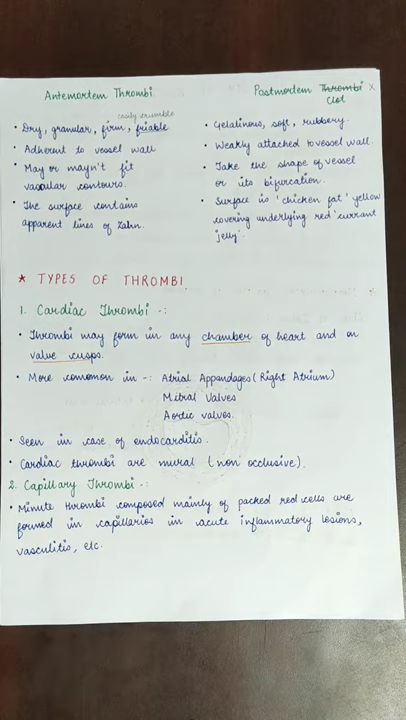 Antemortem Thrombi
Postmortem Thrombi x
Clot
easily crumble
• Dry, granular, firm, friable
• Adherent to vessel wall
• May or mayn't fit
vascular contours.
• The surface contains
apparent lines of Zahn.
• Gelatinous, soft, rubbery.
• Weakly attached to vessel wall.
• Take the shape of vessel
or its bifurcation.
• Surface is 'chicken fat' yellow
covering underlying red 'currant
jelly'.
* TYPES OF THROMBI
1. Cardiac Thrombi -:
• Thrombi may form in any chamber of heart and on
value cusps.
• More common in -: Atrial Appendages (Right Atrium)
Mitral Valves
Aortic valves.
• Seen in case of endocarditis.
• Cardiac thrombi are mural (non occlusive).
2. Capillary Thrombi -:
• Minute thrombi composed mainly of packed red cells are
formed in capillaries in acute inflammatory lesions,
vasculitis, etc.